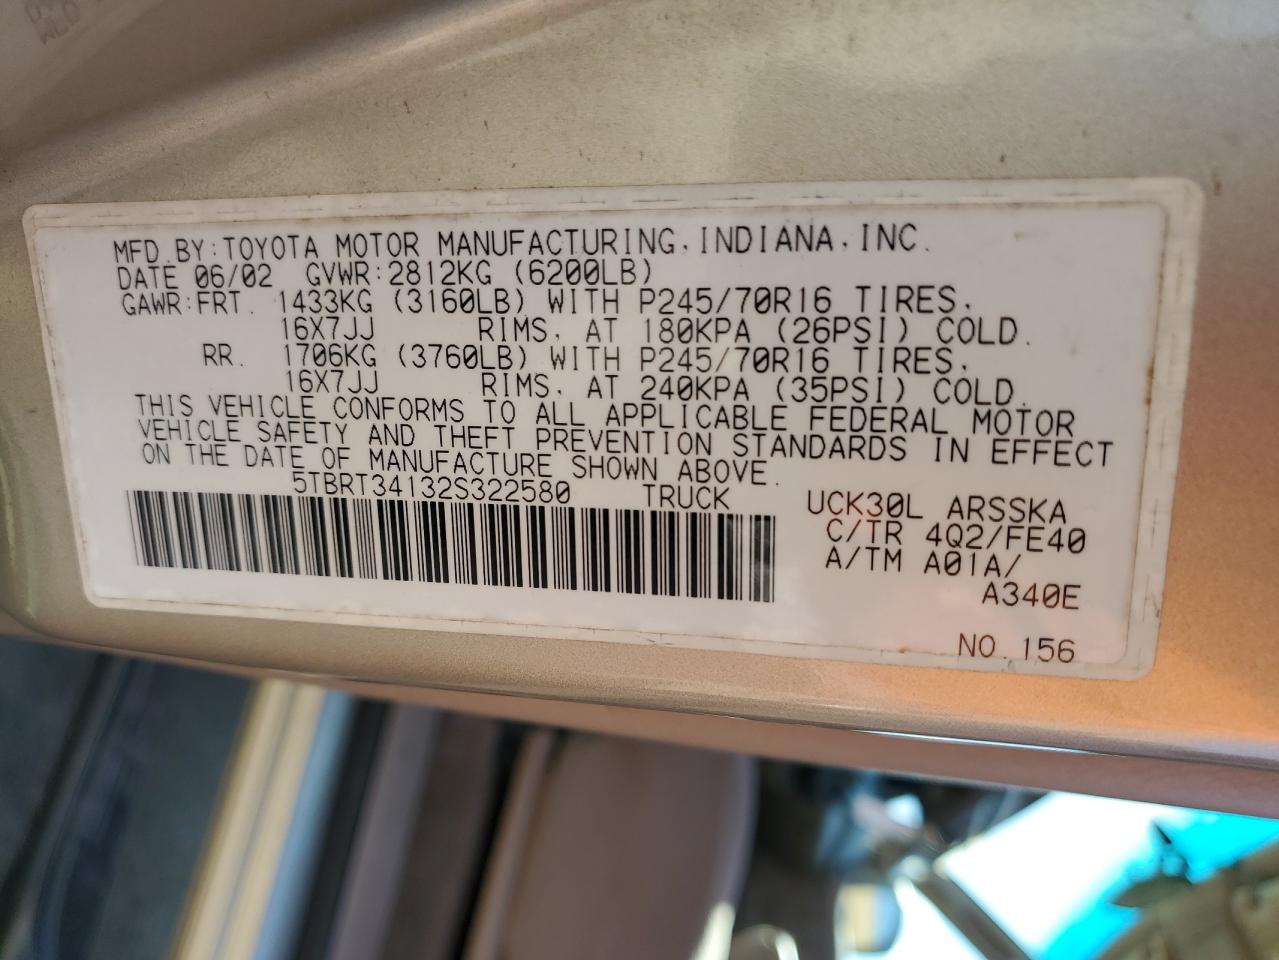 MFD.BY:TOYOTA MOTOR MANUFACTURING,INDIANA,INC.
DATE 06/02 GVWR:2812KG (6200LB)
GAWR:FRT. 1433KG (3160LB) WITH P245/70R16 TIRES,
16X7JJ RIMS, AT 180KPA (26PSI) COLD.
RR. 1706KG (3760LB) WITH P245/70R16 TIRES,
16X7JJ RIMS, AT 240KPA (35PSI) COLD.
THIS VEHICLE CONFORMS TO ALL APPLICABLE FEDERAL MOTOR
VEHICLE SAFETY AND THEFT PREVENTION STANDARDS IN EFFECT
ON THE DATE OF MANUFACTURE SHOWN ABOVE.
5TBRT34132S322580 TRUCK UCK30L ARSSKA
C/TR 4Q2/FE40
A/TM A01A/
A340E
NO.156